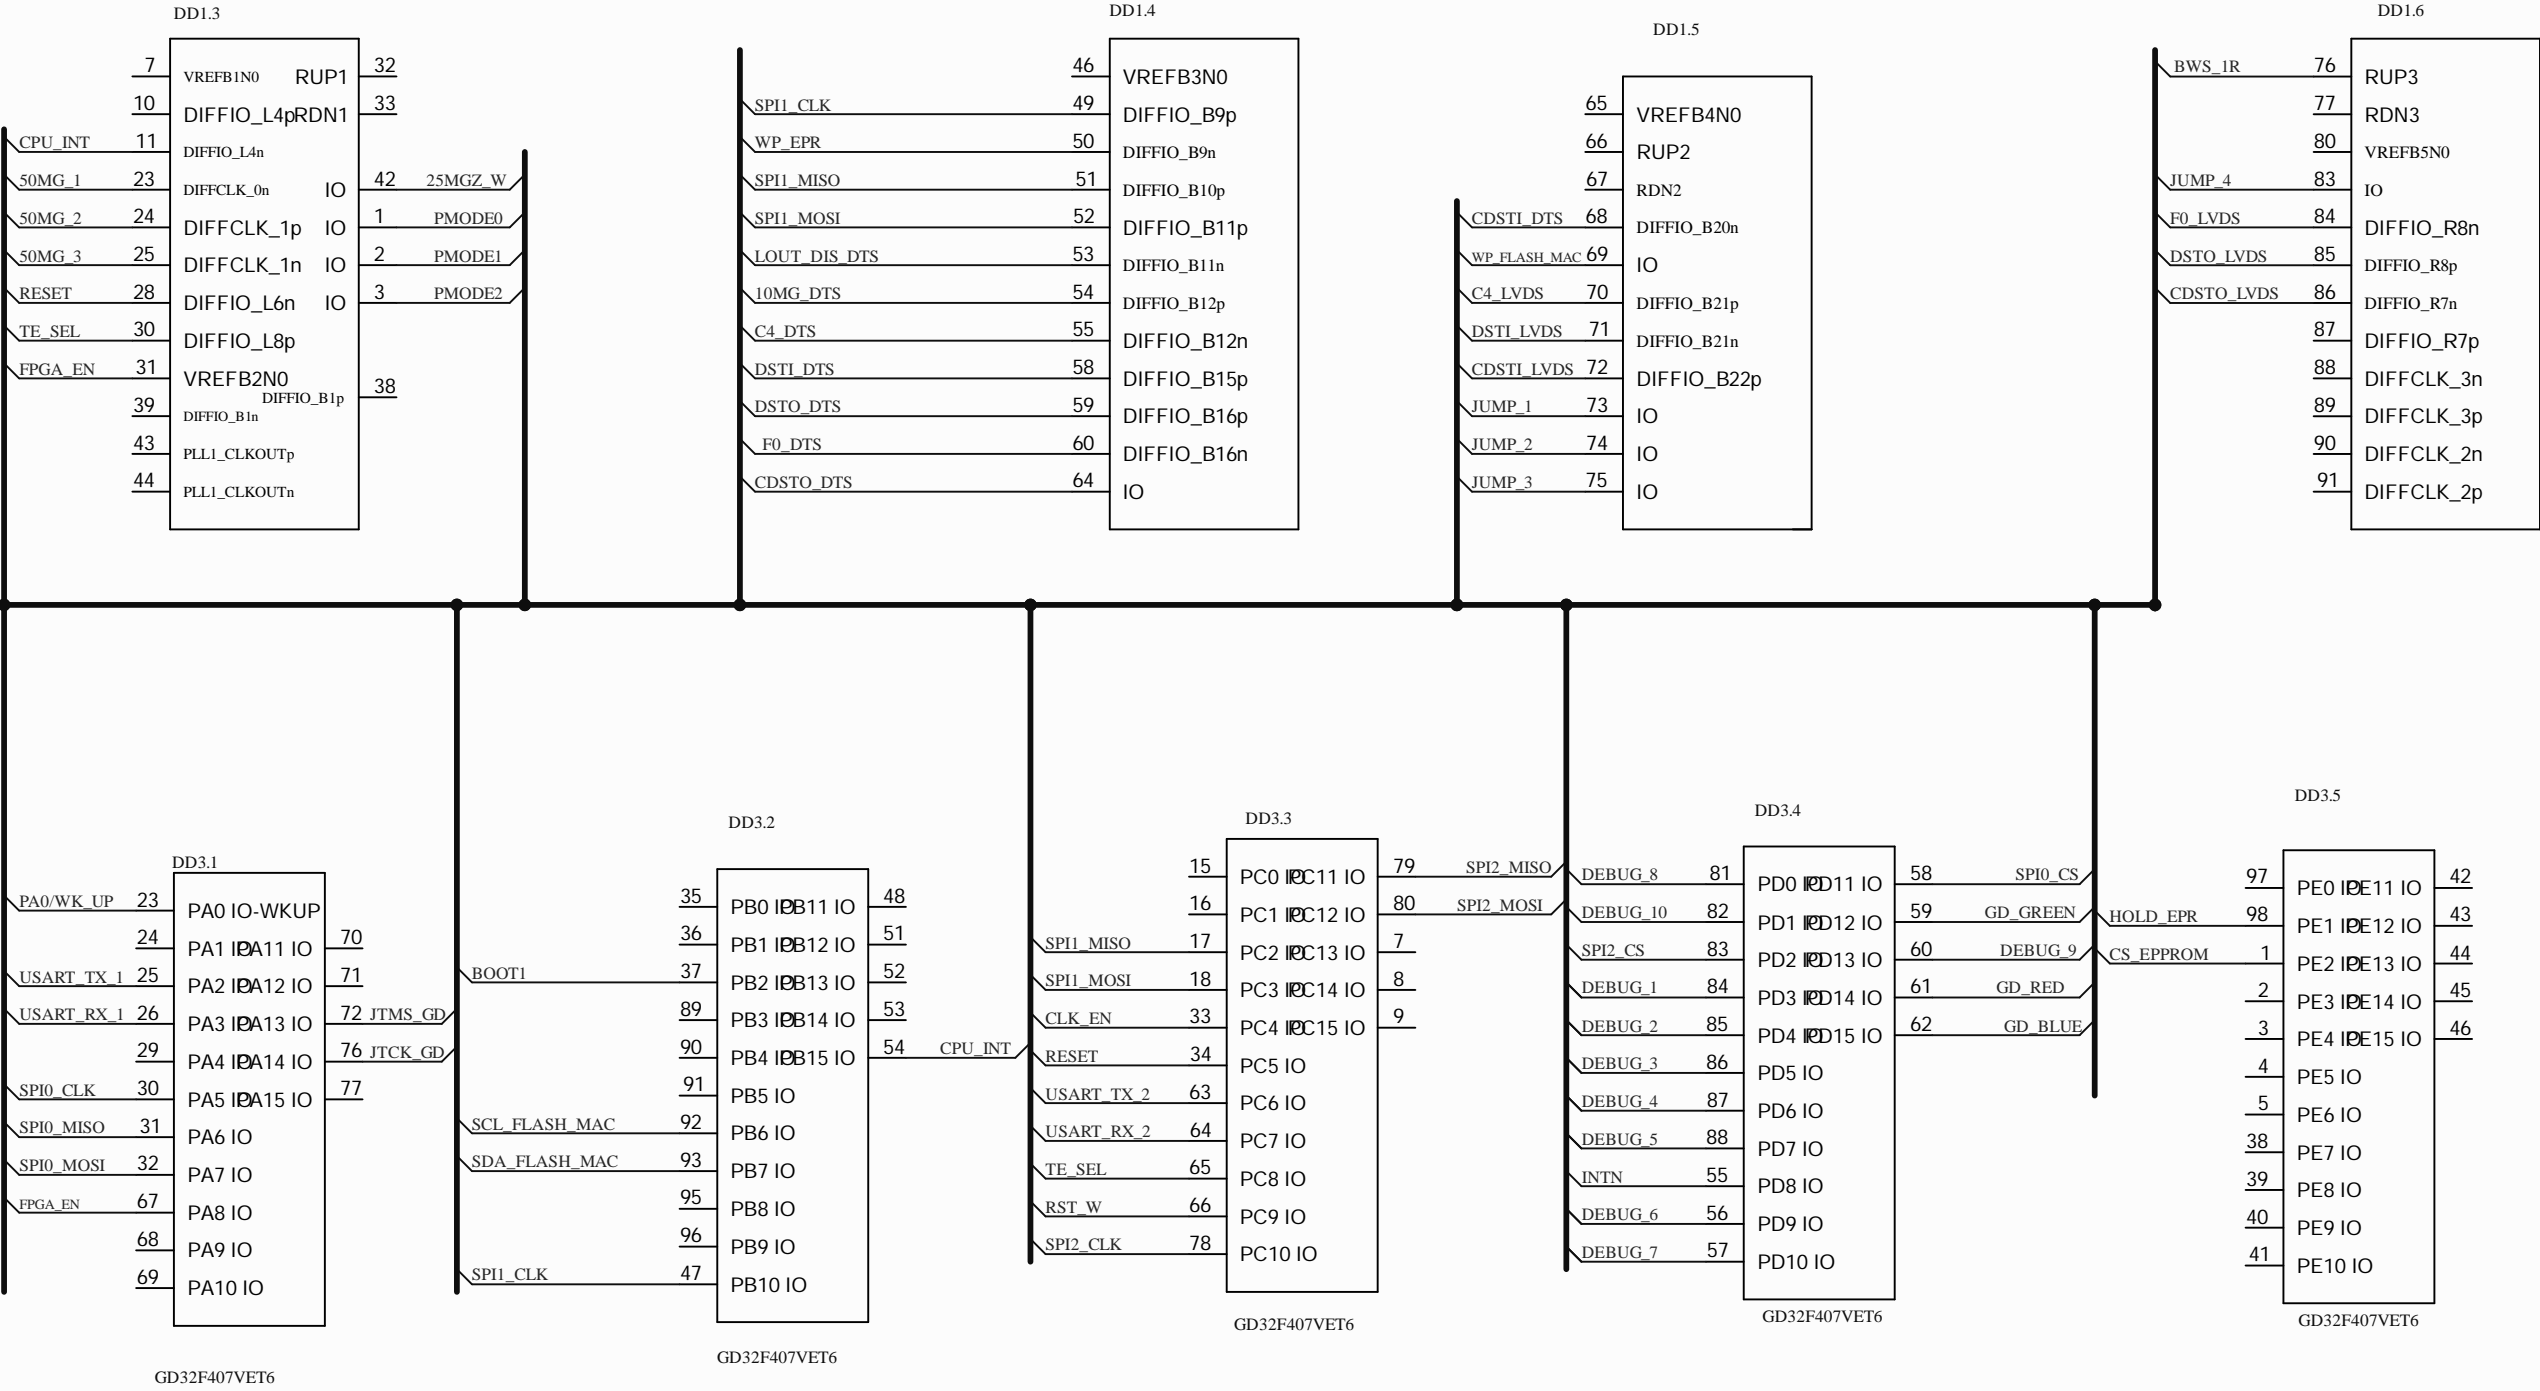 DD1.3
7 VREFB1N0 RUP1 32
10 DIFFIO_L4p RDN1 33
CPU_INT 11 DIFFIO_L4n
50MG_1 23 DIFFCLK_0n IO 42 25MGZ_W
50MG_2 24 DIFFCLK_1p IO 1 PMODE0
50MG_3 25 DIFFCLK_1n IO 2 PMODE1
RESET 28 DIFFIO_L6n IO 3 PMODE2
TE_SEL 30 DIFFIO_L8p
FPGA_EN 31 VREFB2N0
DIFFIO_B1p 38
39 DIFFIO_B1n
43 PLL1_CLKOUTp
44 PLL1_CLKOUTn
DD1.4
46 VREFB3N0
SPI1_CLK 49 DIFFIO_B9p
WP_EPR 50 DIFFIO_B9n
SPI1_MISO 51 DIFFIO_B10p
SPI1_MOSI 52 DIFFIO_B11p
LOUT_DIS_DTS 53 DIFFIO_B11n
10MG_DTS 54 DIFFIO_B12p
C4_DTS 55 DIFFIO_B12n
DSTI_DTS 58 DIFFIO_B15p
DSTO_DTS 59 DIFFIO_B16p
F0_DTS 60 DIFFIO_B16n
CDSTO_DTS 64 IO
DD1.5
65 VREFB4N0
66 RUP2
67 RDN2
CDSTI_DTS 68 DIFFIO_B20n
WP_FLASH_MAC 69 IO
C4_LVDS 70 DIFFIO_B21p
DSTI_LVDS 71 DIFFIO_B21n
CDSTI_LVDS 72 DIFFIO_B22p
JUMP_1 73 IO
JUMP_2 74 IO
JUMP_3 75 IO
DD1.6
BWS_1R 76 RUP3
77 RDN3
80 VREFB5N0
JUMP_4 83 IO
F0_LVDS 84 DIFFIO_R8n
DSTO_LVDS 85 DIFFIO_R8p
CDSTO_LVDS 86 DIFFIO_R7n
87 DIFFIO_R7p
88 DIFFCLK_3n
89 DIFFCLK_3p
90 DIFFCLK_2n
91 DIFFCLK_2p
DD3.1
PA0/WK_UP 23 PA0 IO-WKUP
24 PA1 IO PA11 IO 70
USART_TX_1 25 PA2 IO PA12 IO 71
USART_RX_1 26 PA3 IO PA13 IO 72 JTMS_GD
29 PA4 IO PA14 IO 76 JTCK_GD
SPI0_CLK 30 PA5 IO PA15 IO 77
SPI0_MISO 31 PA6 IO
SPI0_MOSI 32 PA7 IO
FPGA_EN 67 PA8 IO
68 PA9 IO
69 PA10 IO
GD32F407VET6
DD3.2
35 PB0 IO PB11 IO 48
36 PB1 IO PB12 IO 51
BOOT1 37 PB2 IO PB13 IO 52
89 PB3 IO PB14 IO 53
90 PB4 IO PB15 IO 54 CPU_INT
91 PB5 IO
SCL_FLASH_MAC 92 PB6 IO
SDA_FLASH_MAC 93 PB7 IO
95 PB8 IO
96 PB9 IO
SPI1_CLK 47 PB10 IO
GD32F407VET6
DD3.3
15 PC0 IO PC11 IO 79 SPI2_MISO
16 PC1 IO PC12 IO 80 SPI2_MOSI
SPI1_MISO 17 PC2 IO PC13 IO 7
SPI1_MOSI 18 PC3 IO PC14 IO 8
CLK_EN 33 PC4 IO PC15 IO 9
RESET 34 PC5 IO
USART_TX_2 63 PC6 IO
USART_RX_2 64 PC7 IO
TE_SEL 65 PC8 IO
RST_W 66 PC9 IO
SPI2_CLK 78 PC10 IO
GD32F407VET6
DD3.4
DEBUG_8 81 PD0 IO PD11 IO 58 SPI0_CS
DEBUG_10 82 PD1 IO PD12 IO 59 GD_GREEN
SPI2_CS 83 PD2 IO PD13 IO 60 DEBUG_9
DEBUG_1 84 PD3 IO PD14 IO 61 GD_RED
DEBUG_2 85 PD4 IO PD15 IO 62 GD_BLUE
DEBUG_3 86 PD5 IO
DEBUG_4 87 PD6 IO
DEBUG_5 88 PD7 IO
INTN 55 PD8 IO
DEBUG_6 56 PD9 IO
DEBUG_7 57 PD10 IO
GD32F407VET6
DD3.5
97 PE0 IO PE11 IO 42
HOLD_EPR 98 PE1 IO PE12 IO 43
CS_EPPROM 1 PE2 IO PE13 IO 44
2 PE3 IO PE14 IO 45
3 PE4 IO PE15 IO 46
4 PE5 IO
5 PE6 IO
38 PE7 IO
39 PE8 IO
40 PE9 IO
41 PE10 IO
GD32F407VET6